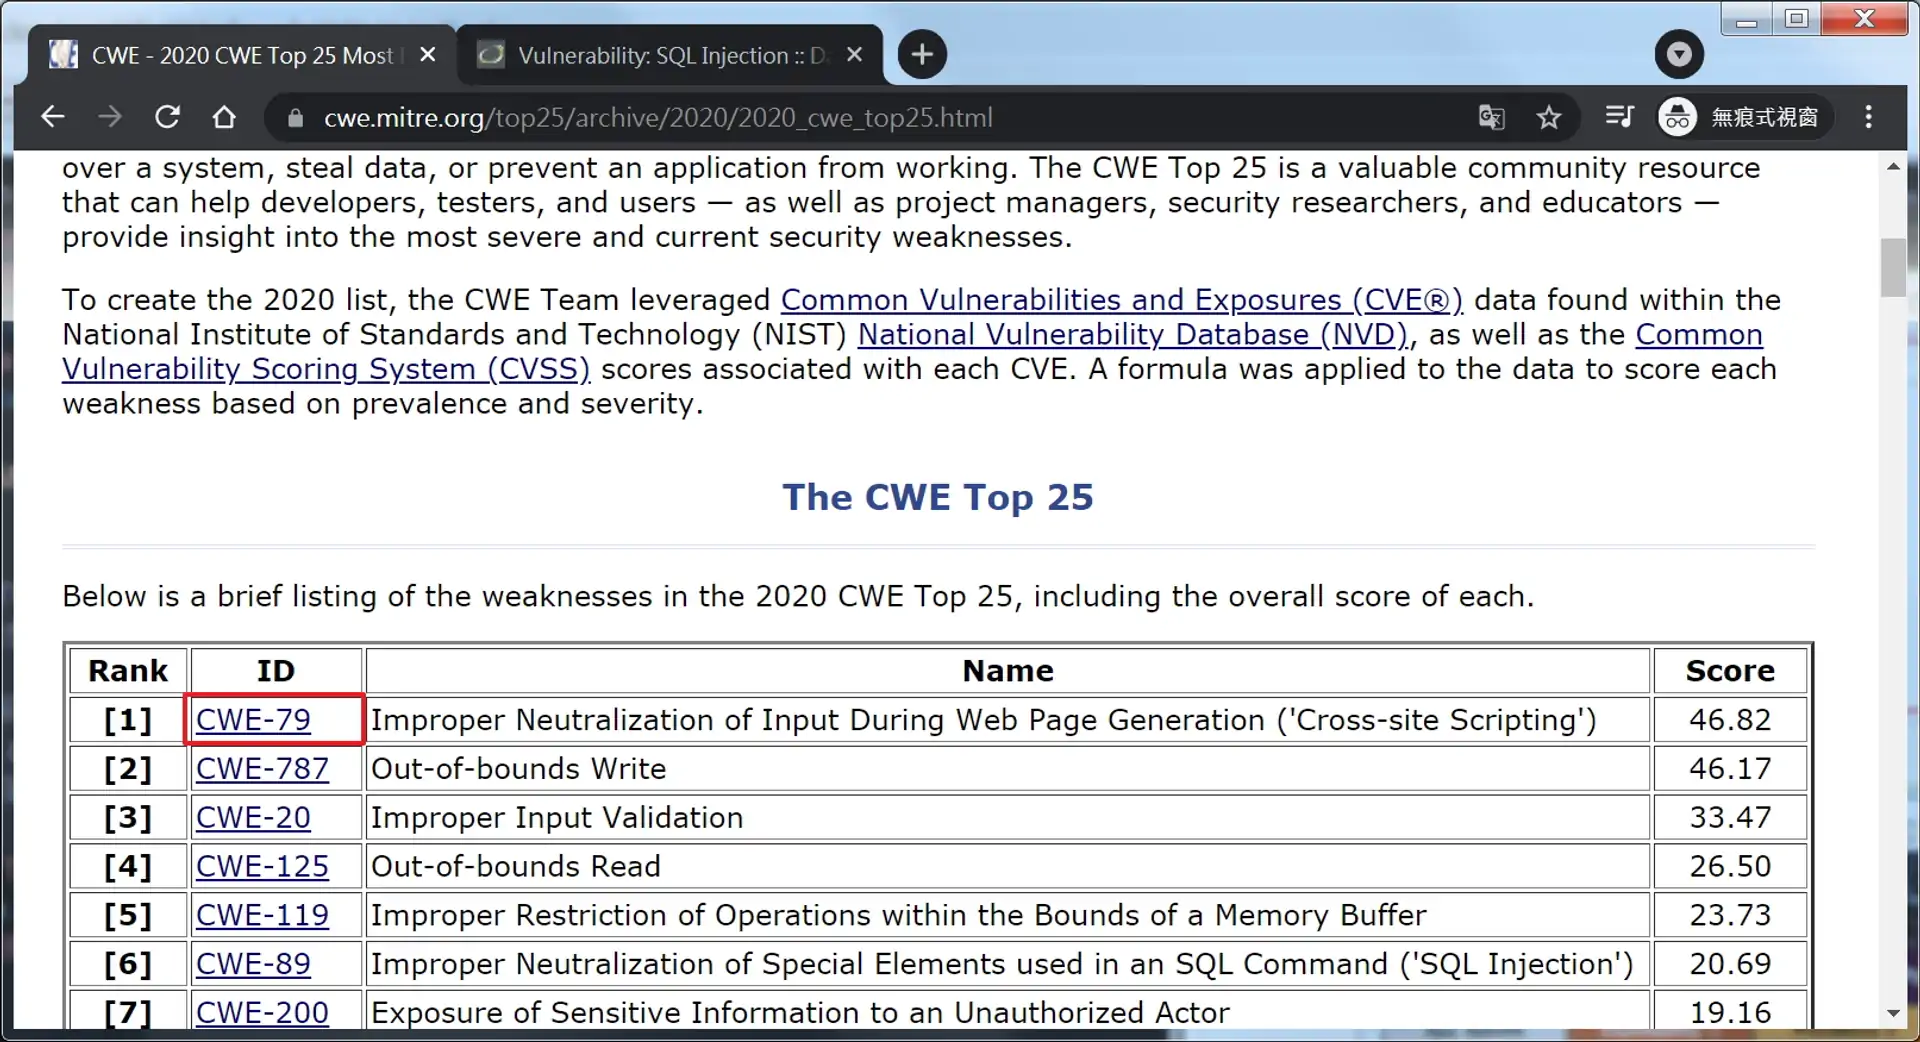 CWE - 2020 CWE Top 25 Most
Vulnerability: SQL Injection :: D
cwe.mitre.org/top25/archive/2020/2020_cwe_top25.html
無痕式視窗
over a system, steal data, or prevent an application from working. The CWE Top 25 is a valuable community resource
that can help developers, testers, and users — as well as project managers, security researchers, and educators —
provide insight into the most severe and current security weaknesses.
To create the 2020 list, the CWE Team leveraged Common Vulnerabilities and Exposures (CVE®) data found within the
National Institute of Standards and Technology (NIST) National Vulnerability Database (NVD), as well as the Common
Vulnerability Scoring System (CVSS) scores associated with each CVE. A formula was applied to the data to score each
weakness based on prevalence and severity.
The CWE Top 25
Below is a brief listing of the weaknesses in the 2020 CWE Top 25, including the overall score of each.
Rank ID Name Score
[1] CWE-79 Improper Neutralization of Input During Web Page Generation ('Cross-site Scripting') 46.82
[2] CWE-787 Out-of-bounds Write 46.17
[3] CWE-20 Improper Input Validation 33.47
[4] CWE-125 Out-of-bounds Read 26.50
[5] CWE-119 Improper Restriction of Operations within the Bounds of a Memory Buffer 23.73
[6] CWE-89 Improper Neutralization of Special Elements used in an SQL Command ('SQL Injection') 20.69
[7] CWE-200 Exposure of Sensitive Information to an Unauthorized Actor 19.16